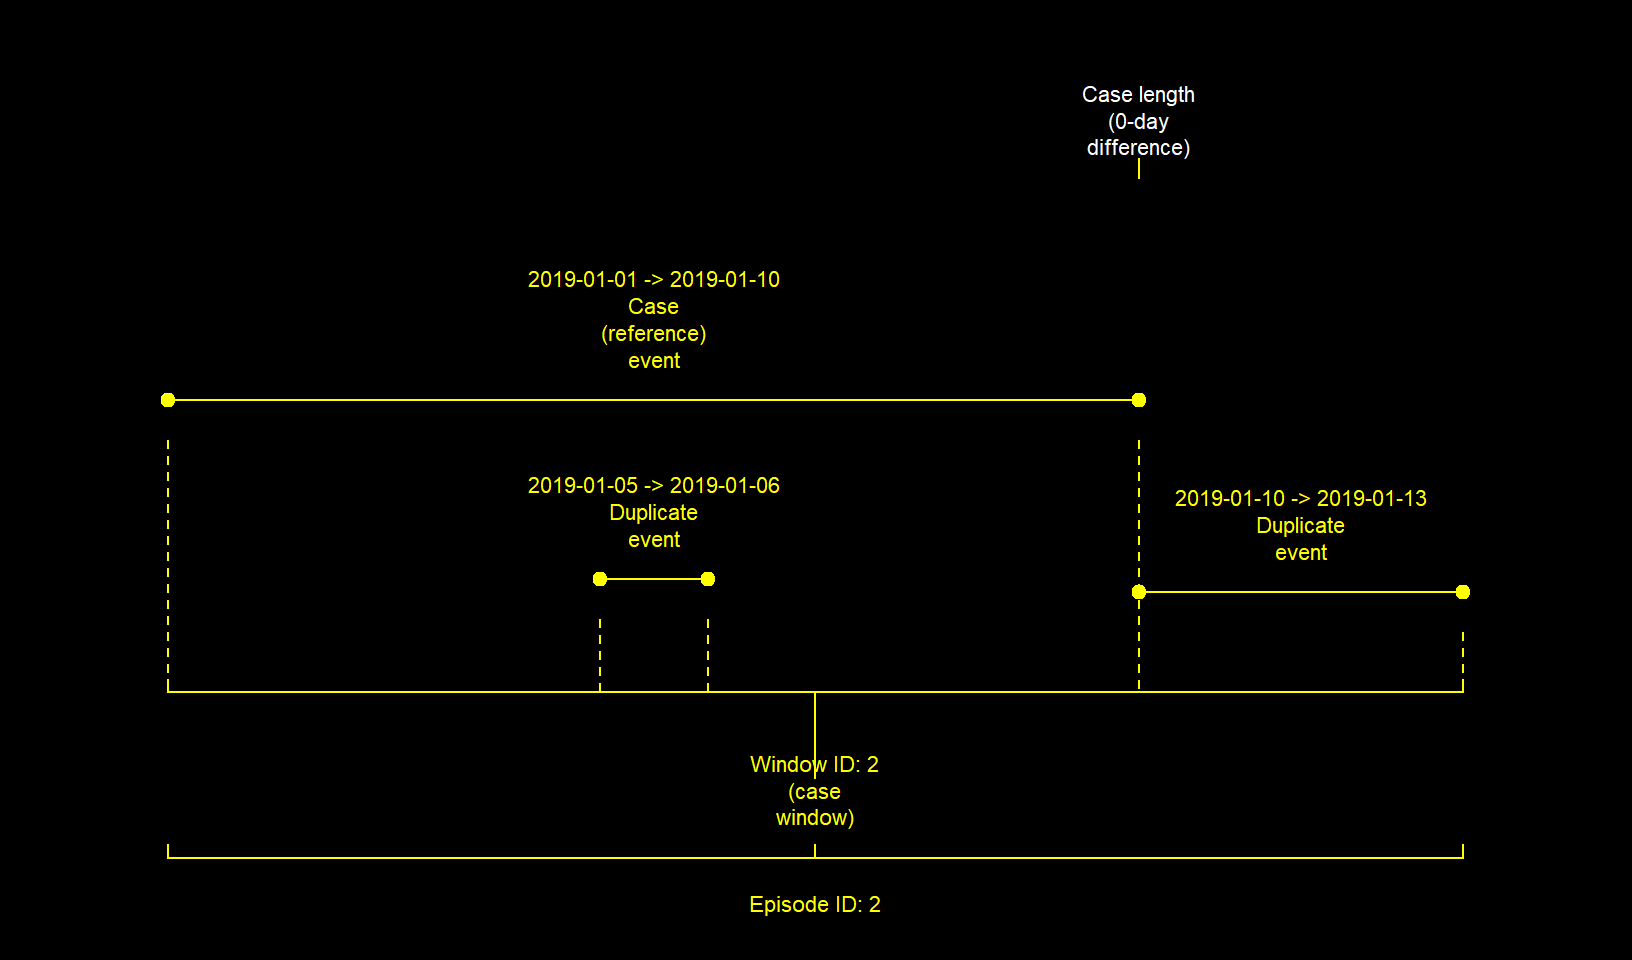 Case length
(0-day
difference)
2019-01-01 -> 2019-01-10
Case
(reference)
event
2019-01-05 -> 2019-01-06
Duplicate
event
2019-01-10 -> 2019-01-13
Duplicate
event
Window ID: 2
(case
window)
Episode ID: 2